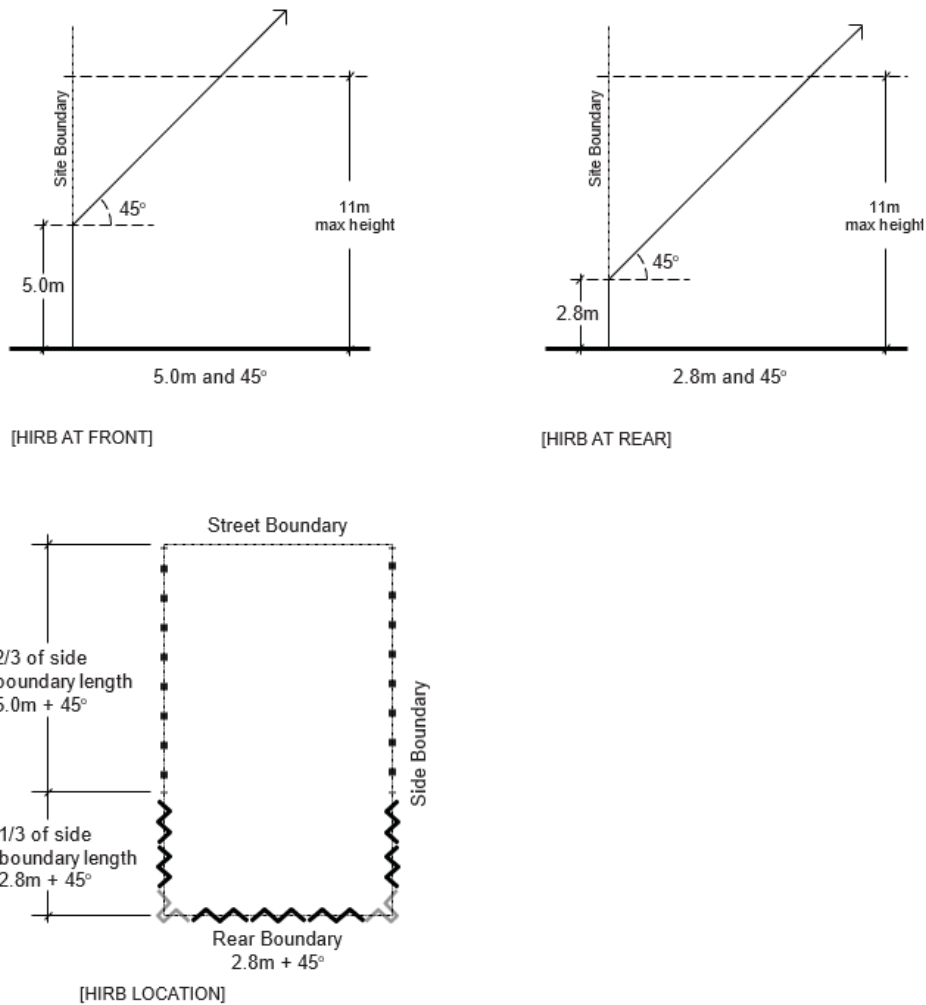 Site Boundary
45°
5.0m
11m
max height
5.0m and 45°
[HIRB AT FRONT]
Site Boundary
45°
2.8m
11m
max height
2.8m and 45°
[HIRB AT REAR]
Street Boundary
2/3 of side
boundary length
5.0m + 45°
Side Boundary
1/3 of side
boundary length
2.8m + 45°
Rear Boundary
2.8m + 45°
[HIRB LOCATION]